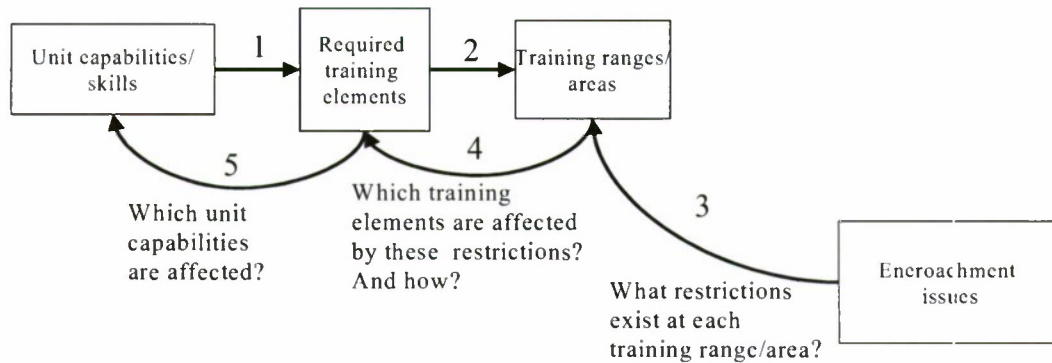 Unit capabilities/
skills
1
Required
training
elements
2
Training ranges/
areas
5
Which unit
capabilities
are affected?
4
Which training
elements are affected
by these restrictions?
And how?
3
What restrictions
exist at each
training range/area?
Encroachment
issues